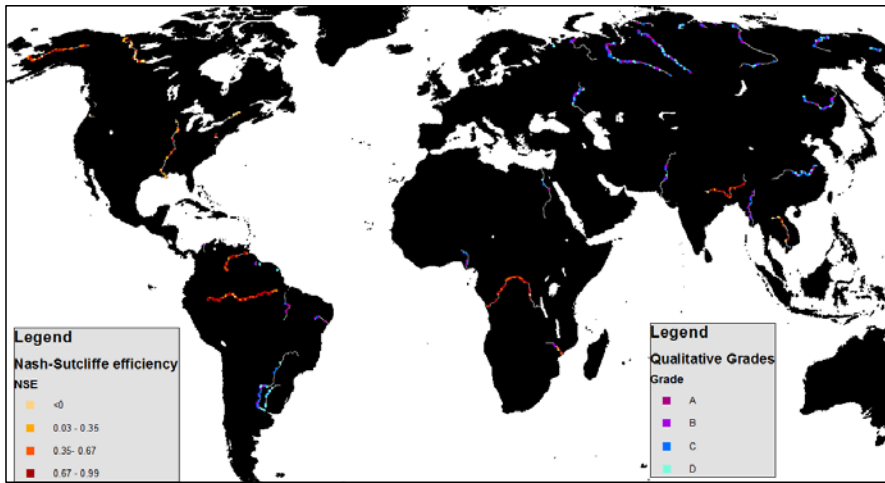 Legend
Nash-Sutcliffe efficiency
NSE
<0
0.03 - 0.35
0.35- 0.67
0.67 - 0.99
Legend
Qualitative Grades
Grade
A
B
C
D